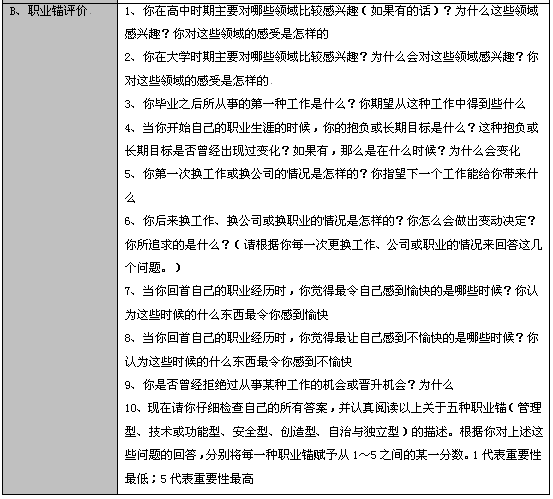 B、职业锚评价
1、你在高中时期主要对哪些领域比较感兴趣（如果有的话）？为什么这些领域
感兴趣？你对这些领域的感受是怎样的
2、你在大学时期主要对哪些领域比较感兴趣？为什么会对这些领域感兴趣？你
对这些领域的感受是怎样的
3、你毕业之后所从事的第一种工作是什么？你期望从这种工作中得到些什么
4、当你开始自己的职业生涯的时候，你的抱负或长期目标是什么？这种抱负或
长期目标是否曾经出现过变化？如果有，那么是在什么时候？为什么会变化
5、你第一次换工作或换公司的情况是怎样的？你指望下一个工作能给你带来什
么
6、你后来换工作、换公司或换职业的情况是怎样的？你怎么会做出变动决定？
你所追求的是什么？（请根据你每一次更换工作、公司或职业的情况来回答这几
个问题。）
7、当你回首自己的职业经历时，你觉得最令自己感到愉快的是哪些时候？你认
为这些时候的什么东西最令你感到愉快
8、当你回首自己的职业经历时，你觉得最让自己感到不愉快的是哪些时候？你
认为这些时候的什么东西最令你感到不愉快
9、你是否曾经拒绝过从事某种工作的机会或晋升机会？为什么
10、现在请你仔细检查自己的所有答案，并认真阅读以上关于五种职业锚（管理
型、技术或功能型、安全型、创造型、自治与独立型）的描述。根据你对上述这
些问题的回答，分别将每一种职业锚赋予从1～5之间的某一分数。1代表重要性
最低；5代表重要性最高